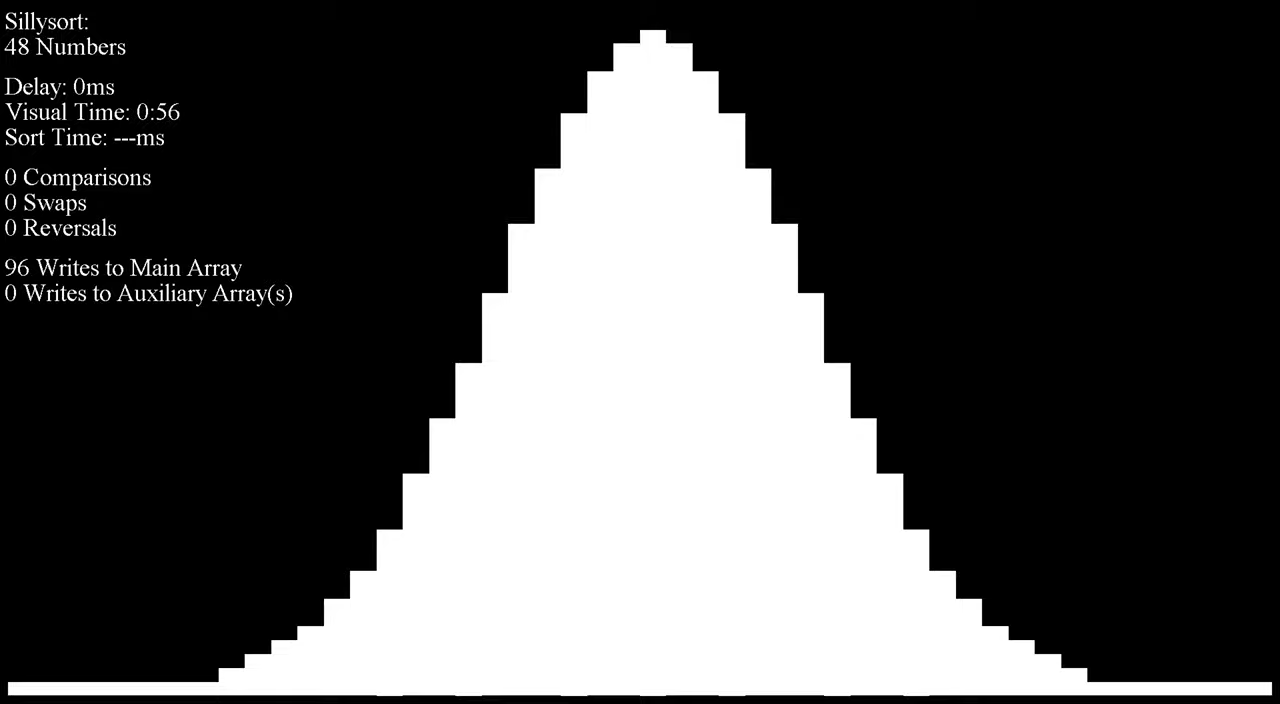 Sillysort:
48 Numbers
Delay: 0ms
Visual Time: 0:56
Sort Time: ---ms
0 Comparisons
0 Swaps
0 Reversals
96 Writes to Main Array
0 Writes to Auxiliary Array(s)